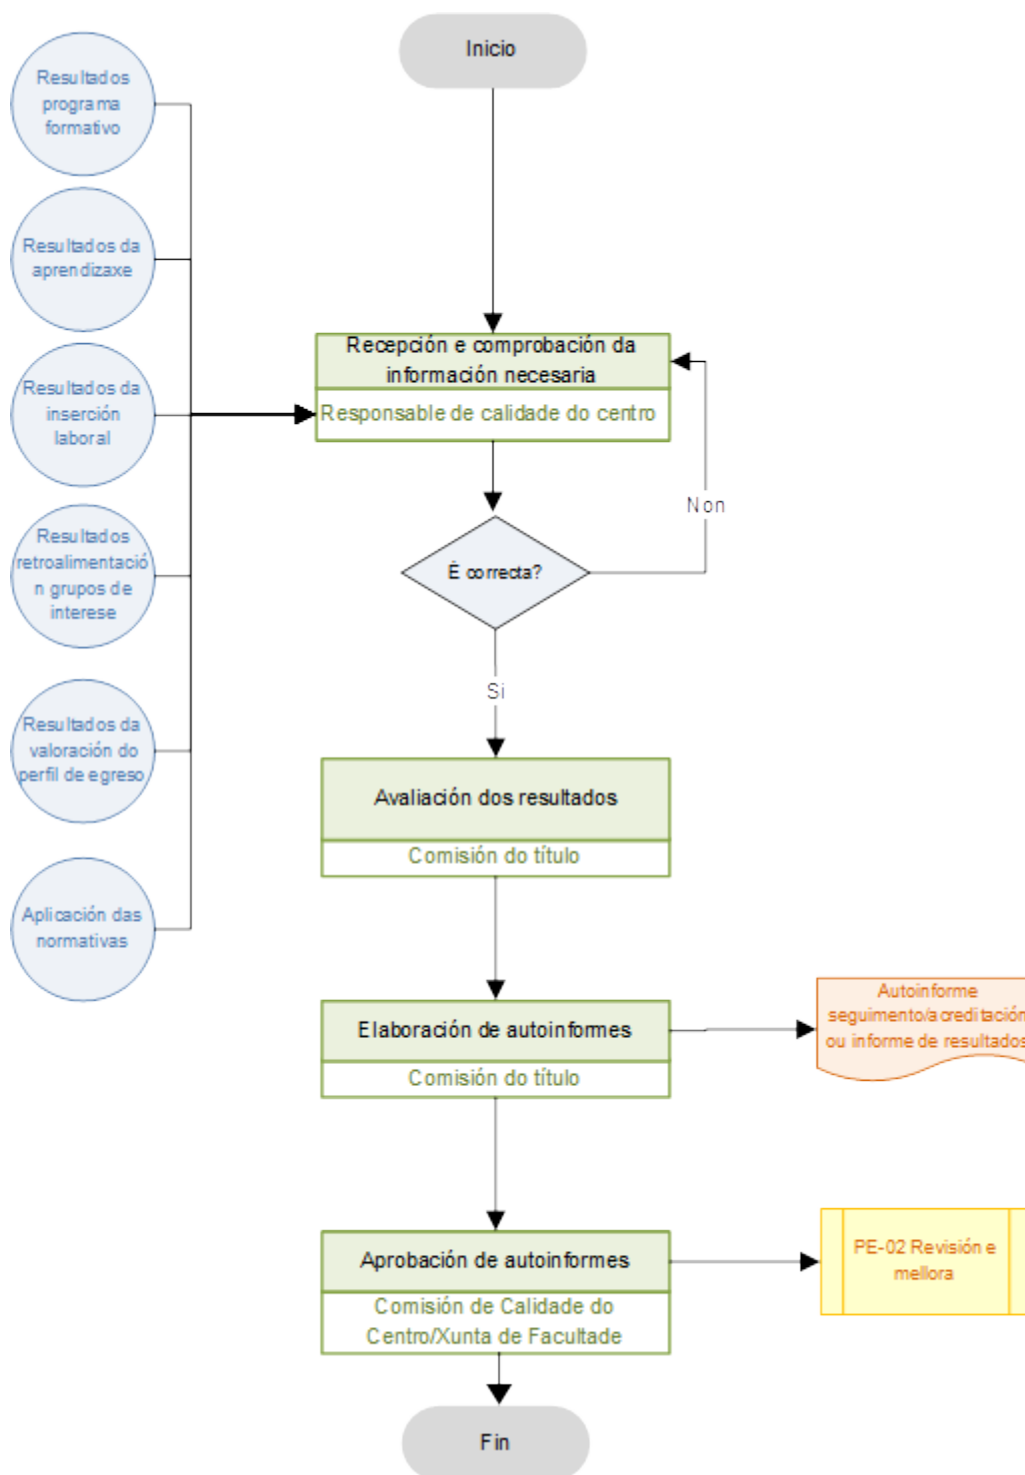 Inicio
Resultados
programa
formativo
Resultados da
aprendizaxe
Resultados da
inserción
laboral
Resultados
retroalimentació
n grupos de
interese
Resultados da
valoración do
perfil de egreso
Aplicación das
normativas
Recepción e comprobación da
información necesaria
Responsable de calidade do centro
Non
É correcta?
Si
Avaliación dos resultados
Comisión do título
Elaboración de autoinformes
Comisión do título
Autoinforme
seguimento/acreditación
ou informe de resultados
Aprobación de autoinformes
Comisión de Calidade do
Centro/Xunta de Facultade
PE-02 Revisión e
mellora
Fin